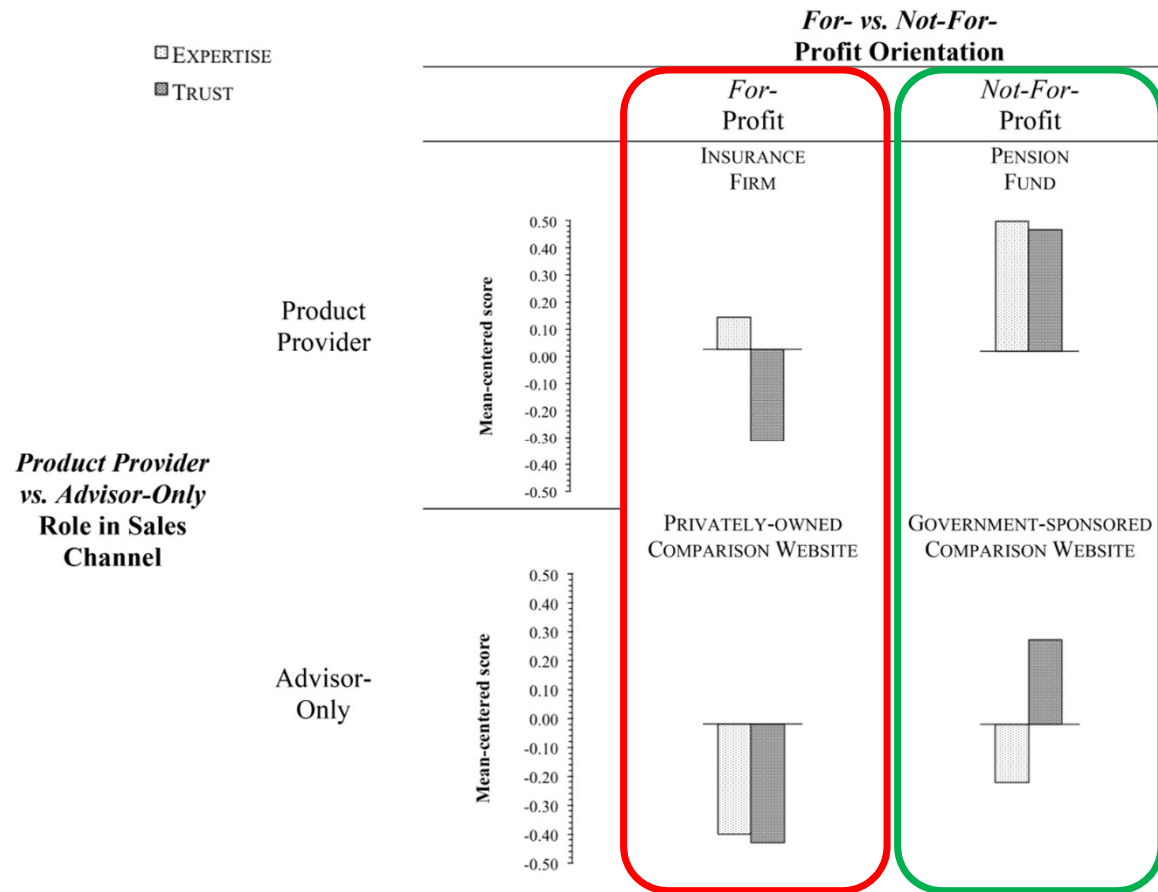 For- vs. Not-For-
Profit Orientation
EXPERTISE
TRUST
For-
Profit
Not-For-
Profit
INSURANCE
FIRM
PENSION
FUND
Product
Provider
Mean-centered score
0.50
0.40
0.30
0.20
0.10
0.00
-0.10
-0.20
-0.30
-0.40
-0.50
Product Provider
vs. Advisor-Only
Role in Sales
Channel
PRIVATELY-OWNED
COMPARISON WEBSITE
GOVERNMENT-SPONSORED
COMPARISON WEBSITE
Advisor-
Only
Mean-centered score
0.50
0.40
0.30
0.20
0.10
0.00
-0.10
-0.20
-0.30
-0.40
-0.50